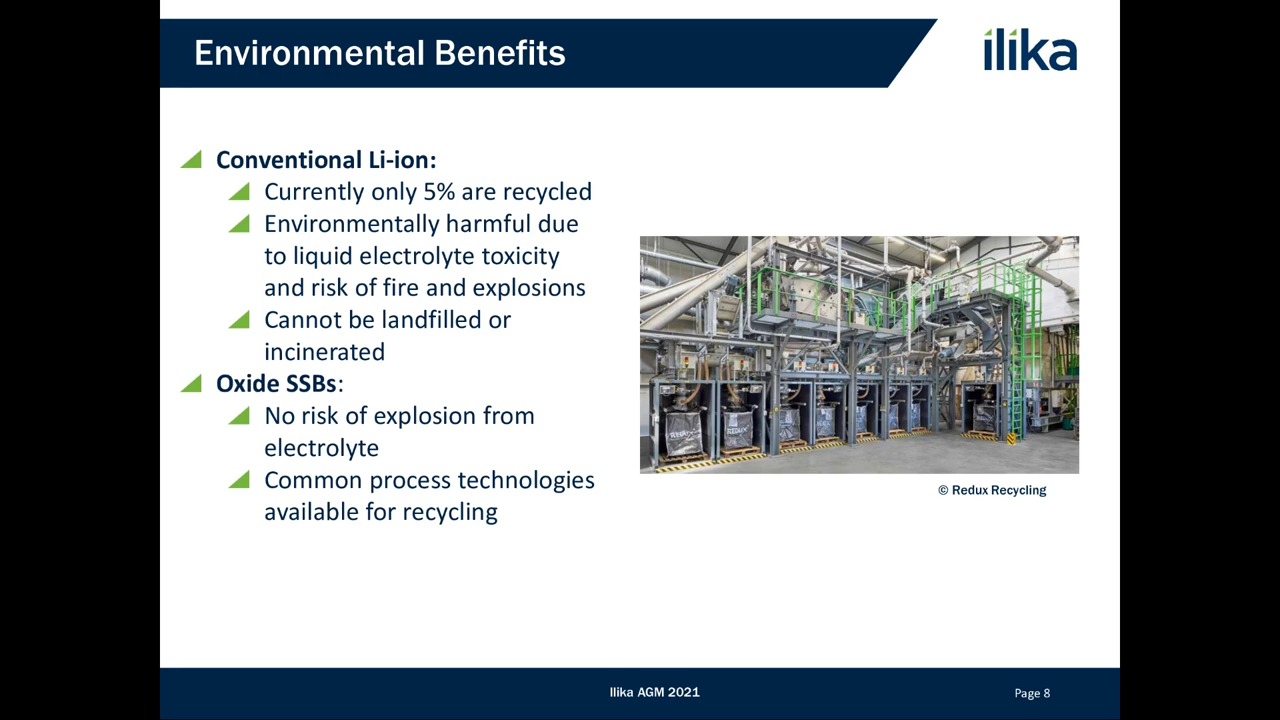 Environmental Benefits
ilika
Conventional Li-ion:
Currently only 5% are recycled
Environmentally harmful due
to liquid electrolyte toxicity
and risk of fire and explosions
Cannot be landfilled or
incinerated
Oxide SSBs:
No risk of explosion from
electrolyte
Common process technologies
available for recycling
REDUX
© Redux Recycling
Ilika AGM 2021
Page 8